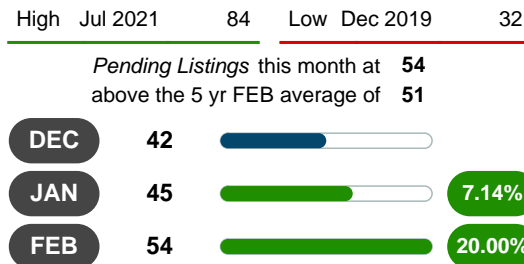 High Jul 2021 84 Low Dec 2019 32
Pending Listings this month at 54
above the 5 yr FEB average of 51
DEC 42
JAN 45 7.14%
FEB 54 20.00%